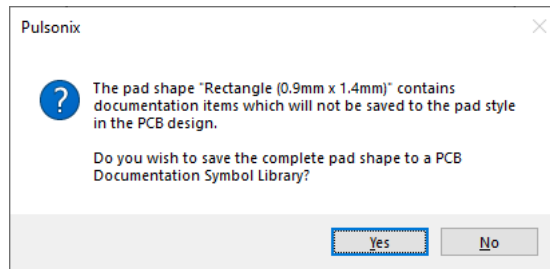 Pulsonix
The pad shape "Rectangle (0.9mm x 1.4mm)" contains
documentation items which will not be saved to the pad style
in the PCB design.
Do you wish to save the complete pad shape to a PCB
Documentation Symbol Library?
Yes
No